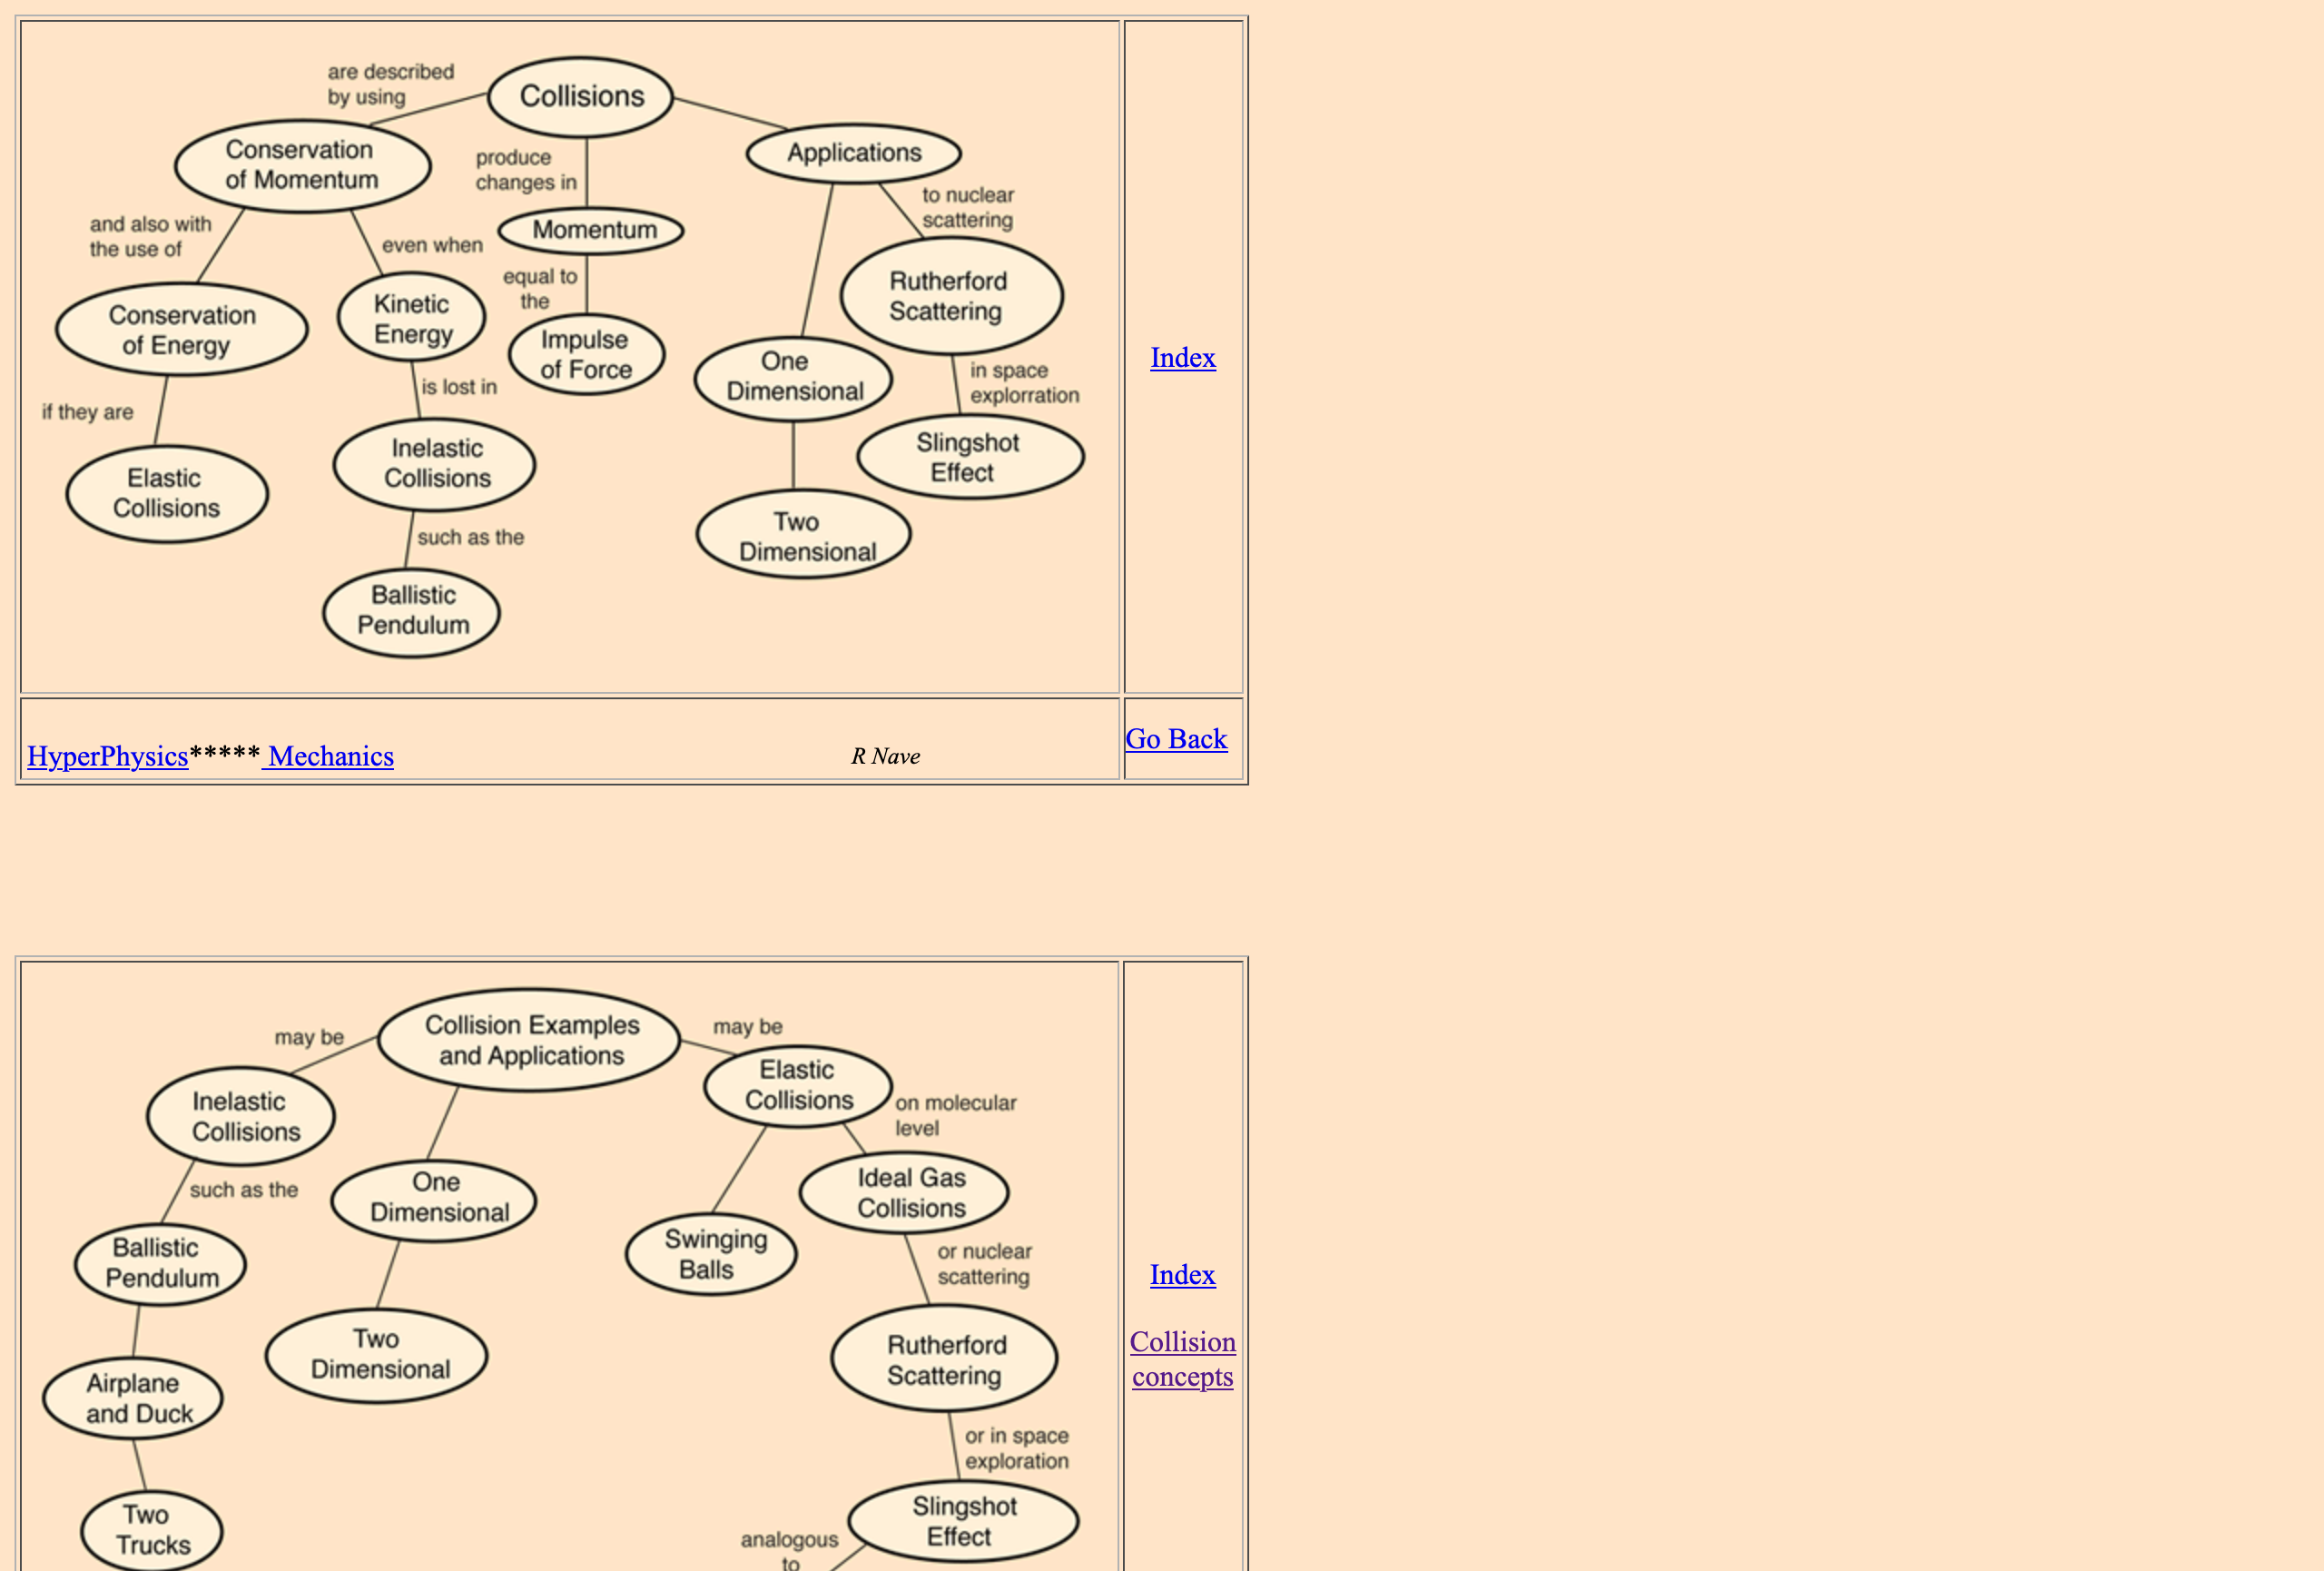 are described
by using
Collisions
Conservation
of Momentum
produce
changes in
Applications
to nuclear
scattering
and also with
the use of
even when
Momentum
equal to
the
Conservation
of Energy
Kinetic
Energy
Impulse
of Force
One
Dimensional
Rutherford
Scattering
in space
explorration
if they are
is lost in
Elastic
Collisions
Inelastic
Collisions
Slingshot
Effect
Two
Dimensional
such as the
Ballistic
Pendulum
Index
HyperPhysics***** Mechanics
R Nave
Go Back
may be
Collision Examples
and Applications
may be
Inelastic
Collisions
Elastic
Collisions
on molecular
level
such as the
One
Dimensional
Ideal Gas
Collisions
Ballistic
Pendulum
Swinging
Balls
or nuclear
scattering
Two
Dimensional
Rutherford
Scattering
Airplane
and Duck
or in space
exploration
Two
Trucks
Slingshot
Effect
analogous
to
Index
Collision
concepts